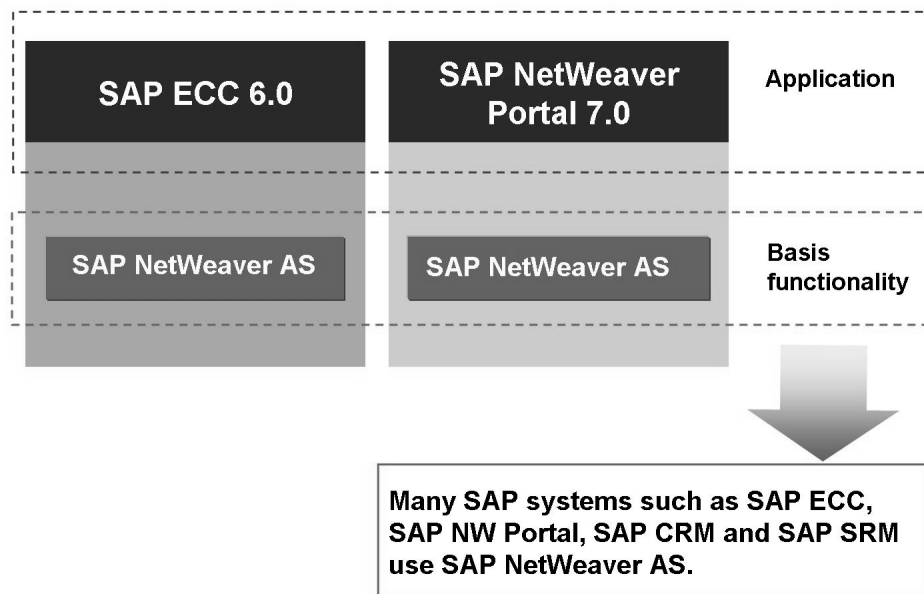 SAP ECC 6.0
SAP NetWeaver
Portal 7.0
Application
SAP NetWeaver AS
SAP NetWeaver AS
Basis
functionality
Many SAP systems such as SAP ECC,
SAP NW Portal, SAP CRM and SAP SRM
use SAP NetWeaver AS.